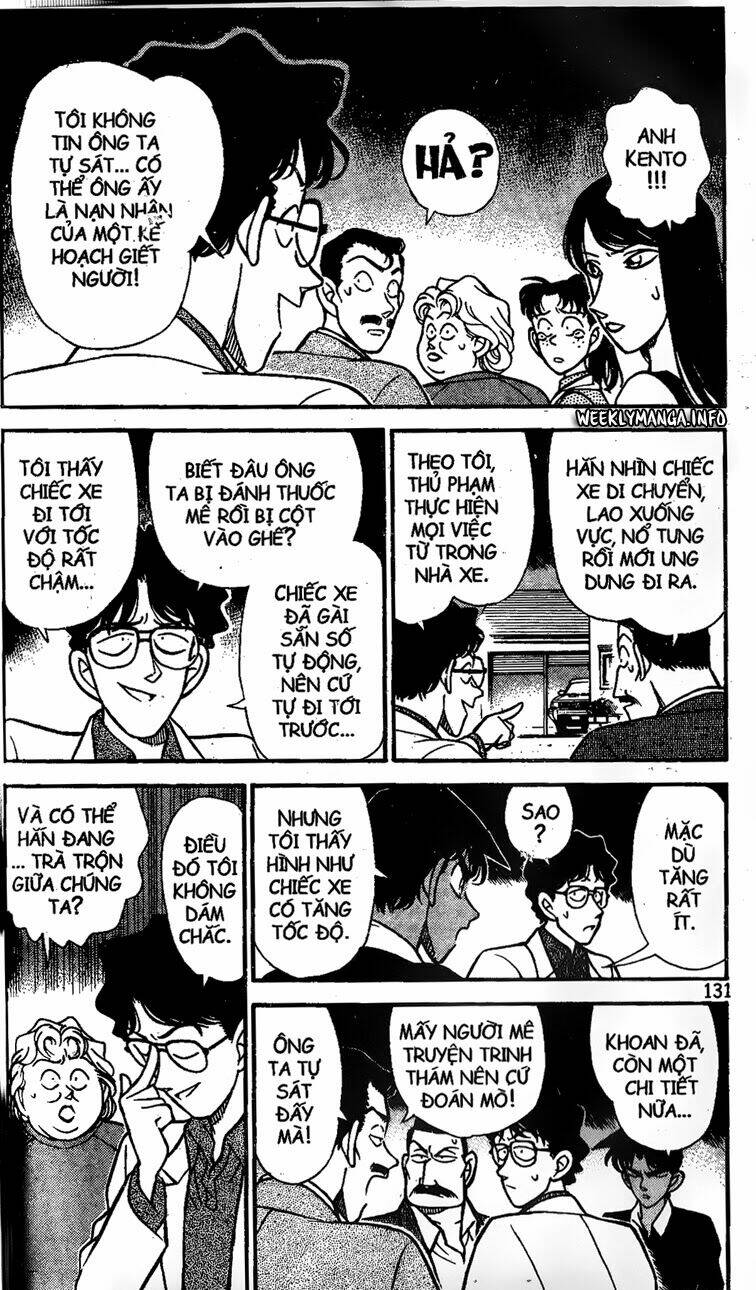 TÔI KHÔNG
TIN ÔNG TA
TỰ SÁT... CÓ
THỂ ÔNG ẤY
LÀ NẠN NHÂN
CỦA MỘT KẾ
HOẠCH GIẾT
NGƯỜI!
HẢ?
ANH
KENTO
!!!
WEEKLYMANGA.INFO
TÔI THẤY
CHIẾC XE
ĐI TỚI
VỚI TỐC
ĐỘ RẤT
CHẬM...
BIẾT ĐÂU ÔNG
TA BỊ ĐÁNH THUỐC
MÊ RỒI BỊ CỘT
VÀO GHẾ?
CHIẾC XE
ĐÃ GÀI
SẴN SỐ
TỰ ĐỘNG,
NÊN CỨ
TỰ ĐI TỚI
TRƯỚC...
THEO TÔI,
THỦ PHẠM
THỰC HIỆN
MỌI VIỆC
TỪ TRONG
NHÀ XE.
HẮN NHÌN CHIẾC
XE DI CHUYỂN,
LAO XUỐNG
VỰC, NỔ TUNG
RỒI MỚI UNG
DUNG ĐI RA.
VÀ CÓ THỂ
HẮN ĐANG
... TRÀ TRỘN
GIỮA CHÚNG
TA?
ĐIỀU
ĐÓ TÔI
KHÔNG
DÁM
CHẮC.
NHƯNG
TÔI THẤY
HÌNH NHƯ
CHIẾC XE
CÓ TĂNG
TỐC ĐỘ.
SAO
?
MẶC
DÙ
TĂNG
RẤT
ÍT.
131
ÔNG
TA TỰ
SÁT
ĐẤY
MÀ!
MẤY NGƯỜI MÊ
TRUYỆN TRINH
THÁM NÊN CỨ
ĐOÁN MÒ!
KHOAN ĐÃ,
CÒN MỘT
CHI TIẾT
NỮA...